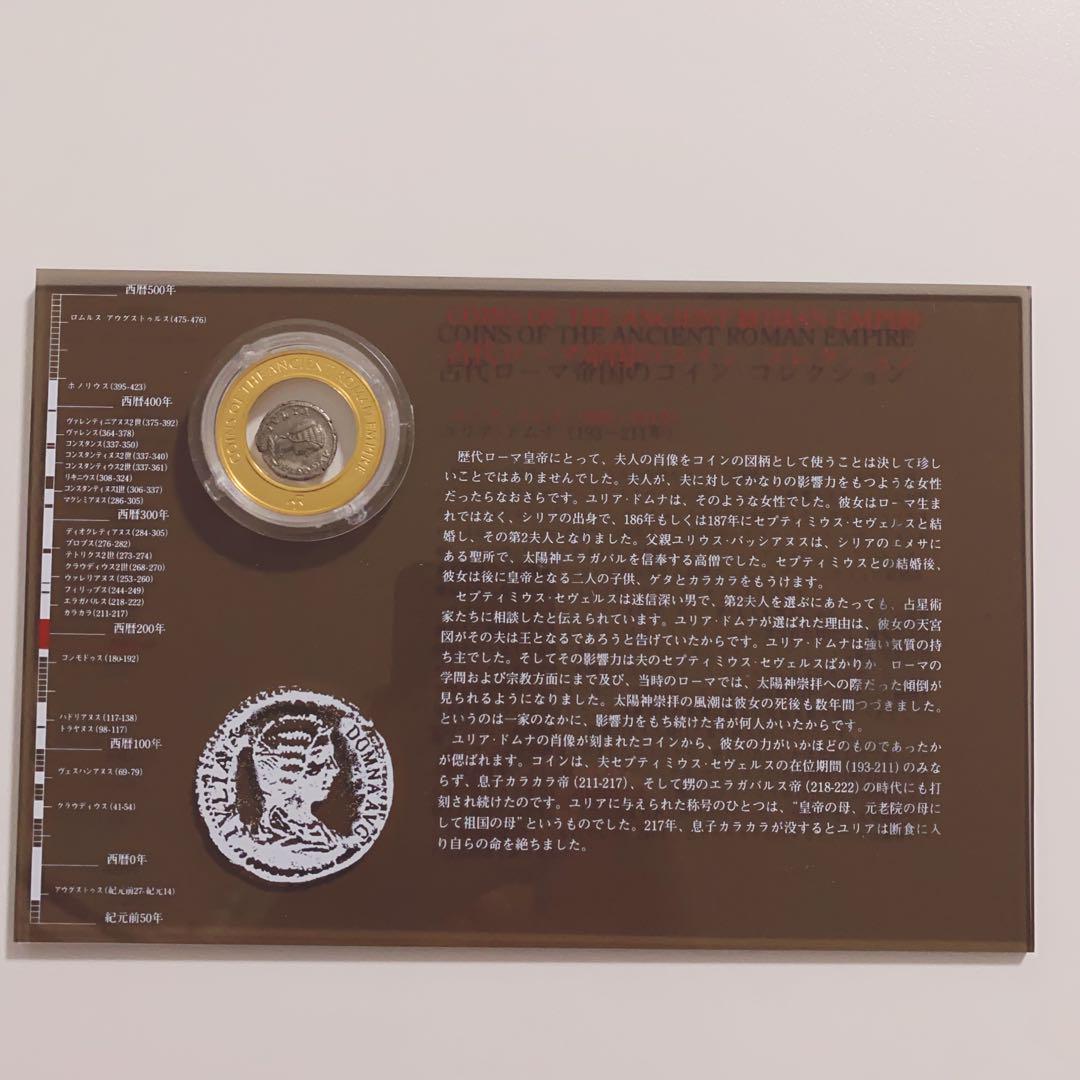 西暦500年
ロムルス アウグストゥルス(475-476)
ホノリウス(395-423)
西暦400年
ヴァレンティニアヌス2世(375-392)
ヴァレンス(364-378)
コンスタンス(337-350)
コンスタンティヌス2世(337-340)
コンスタンティウス2世(337-361)
リキニウス(308-324)
コンスタンティヌス1世(306-337)
マクシミアヌス(286-305)
西暦300年
ディオクレティアヌス(284-305)
プロブス(276-282)
テトリクス2世(273-274)
クラウディウス2世(268-270)
ウァレリアヌス(253-260)
フィリップス(244-249)
エラガバルス(218-222)
カラカラ(211-217)
西暦200年
コンモドゥス(180-192)
ハドリアヌス(117-138)
トラヤヌス(98-117)
西暦100年
ヴェスパシアヌス(69-79)
クラウディウス(41-54)
西暦0年
アウグストゥス(紀元前27-紀元14)
紀元前50年
COINS OF THE ANCIENT ROMAN EMPIRE
IVLIA
AVGVSTA
IVLIA
DOMNA AVG
COINS OF THE ANCIENT ROMAN EMPIRE
古代ローマ帝国のコイン コレクション
ユリア・ドムナ (193-211年)
歴代ローマ皇帝にとって、夫人の肖像をコインの図柄として使うことは決して珍し
いことではありませんでした。夫人が、夫に対してかなりの影響力をもつような女性
だったらなおさらです。ユリア・ドムナは、そのような女性でした。彼女はローマ生ま
れではなく、シリアの出身で、186年もしくは187年にセプティミウス・セヴェルスと結
婚し、その第2夫人となりました。父親ユリウス・バッシアヌスは、シリアのエメサに
ある聖所で、太陽神エラガバルを信奉する高僧でした。セプティミウスとの結婚後、
彼女は後に皇帝となる二人の子供、ゲタとカラカラをもうけます。
セプティミウス・セヴェルスは迷信深い男で、第2夫人を選ぶにあたっても、占星術
家たちに相談したと伝えられています。ユリア・ドムナが選ばれた理由は、彼女の天宮
図がその夫は王となるであろうと告げていたからです。ユリア・ドムナは強い気質の持
ち主でした。そしてその影響力は夫のセプティミウス・セヴェルスばかりか、ローマの
学問および宗教方面にまで及び、当時のローマでは、太陽神崇拝への際だった傾倒が
見られるようになりました。太陽神崇拝の風潮は彼女の死後も数年間つづきました。
というのは一家のなかに、影響力をもち続けた者が何人かいたからです。
ユリア・ドムナの肖像が刻まれたコインから、彼女の力がいかほどのものであったか
が偲ばれます。コインは、夫セプティミウス・セヴェルスの在位期間(193-211)のみな
らず、息子カラカラ帝(211-217)、そして甥のエラガバルス帝(218-222)の時代にも打
刻され続けたのです。ユリアに与えられた称号のひとつは、“皇帝の母、元老院の母に
して祖国の母”というものでした。217年、息子カラカラが没するとユリアは断食に入
り自らの命を絶ちました。